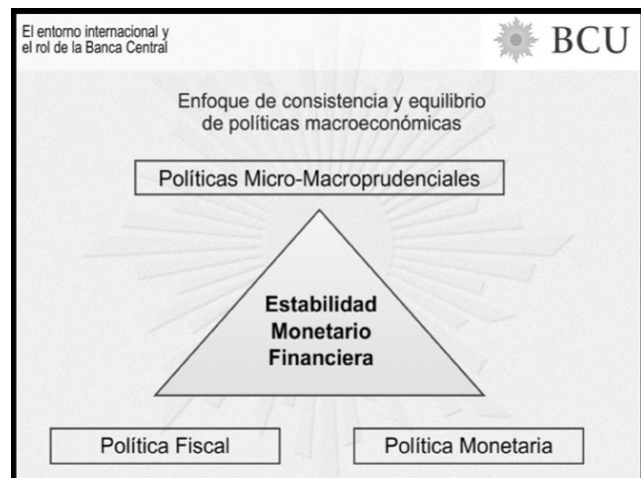 El entorno internacional y
el rol de la Banca Central
BCU
Enfoque de consistencia y equilibrio
de políticas macroeconómicas
Políticas Micro-Macroprudenciales
Estabilidad
Monetario
Financiera
Política Fiscal
Política Monetaria